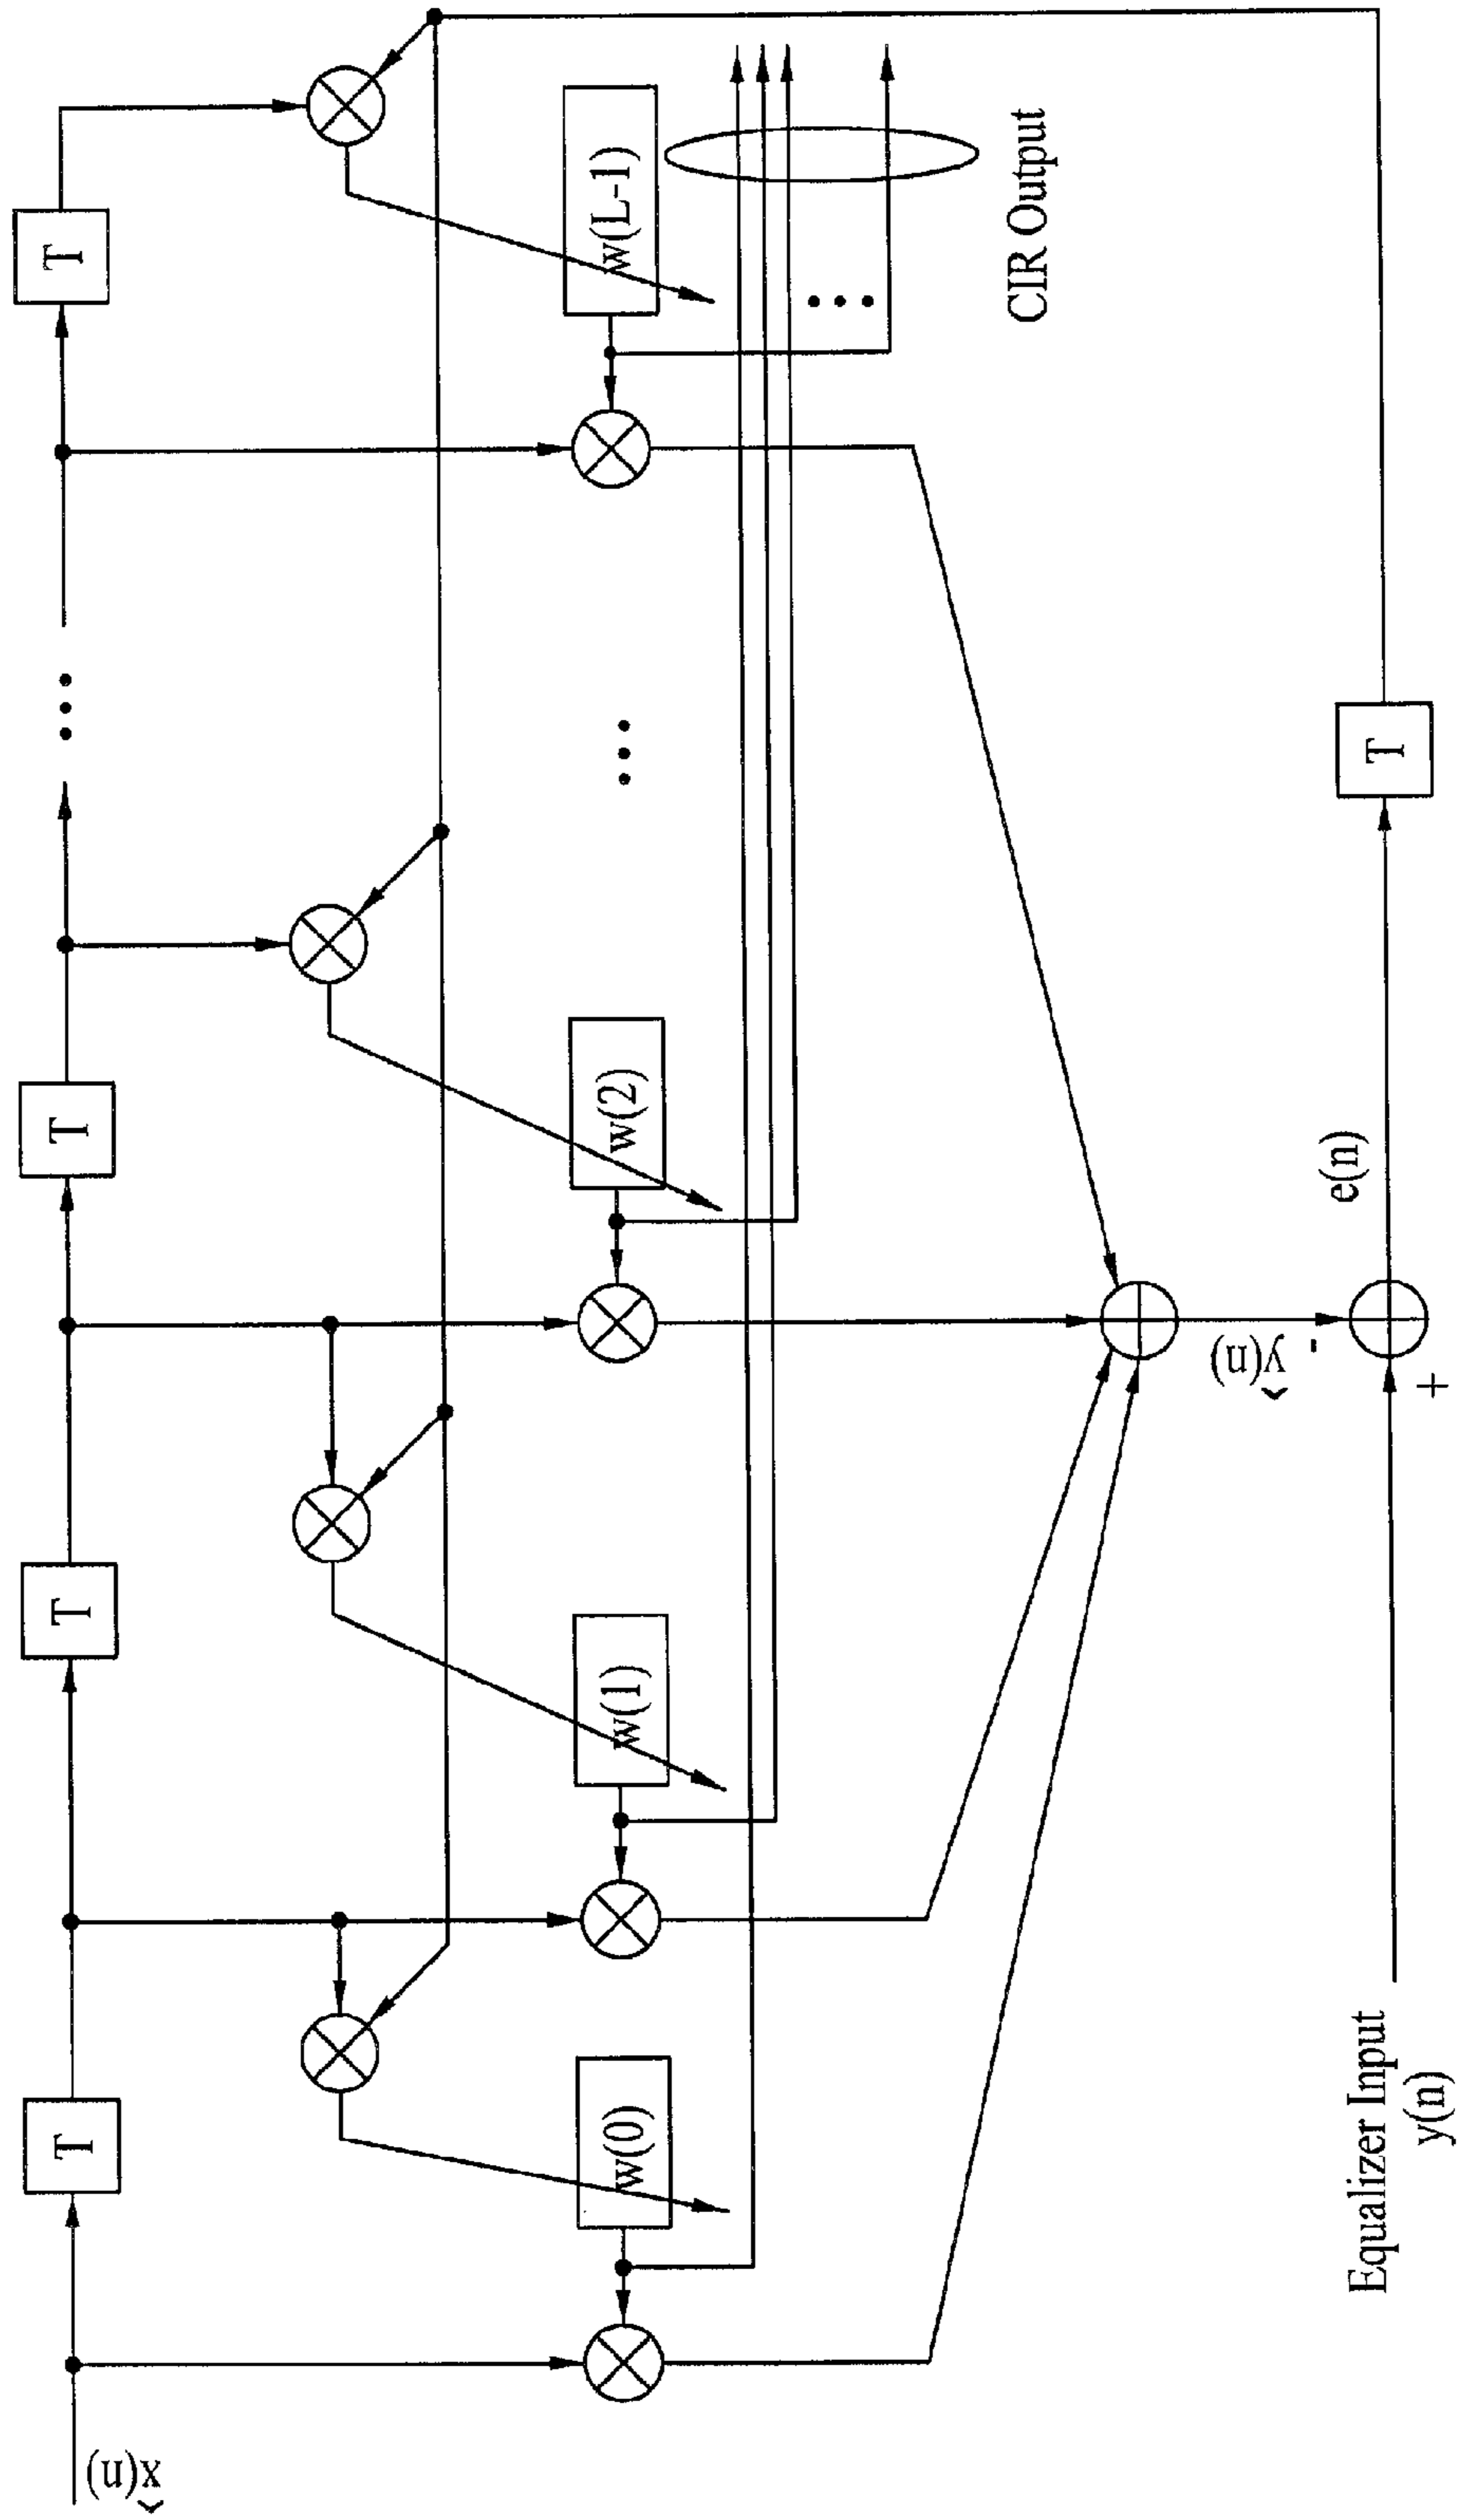 x̂(n)
T
T
T
T
w(0)
w(1)
w(2)
...
w(L-1)
...
CIR Output
ŷ(n)
-
+
e(n)
T
Equalizer Input
y(n)